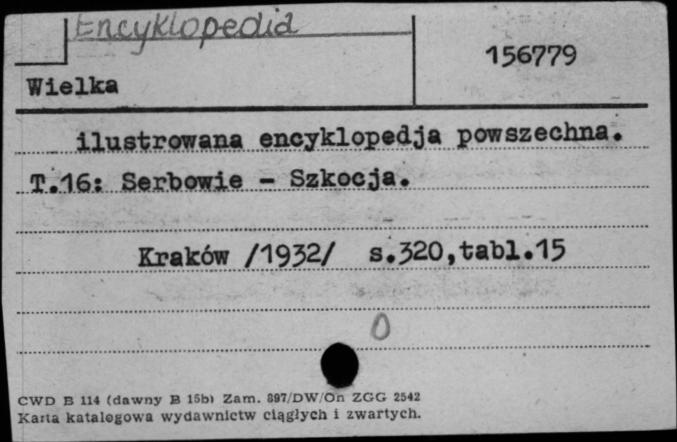 Encyklopedia
156779
Wielka
ilustrowana encyklopedja powszechna.
T.16: Serbowie - Szkocja.
Kraków /1932/ s.320,tabl.15
0
CWD B 114 (dawny B 15b) Zam. 897/DW/On ZGG 2542
Karta katalogowa wydawnictw ciągłych i zwartych.